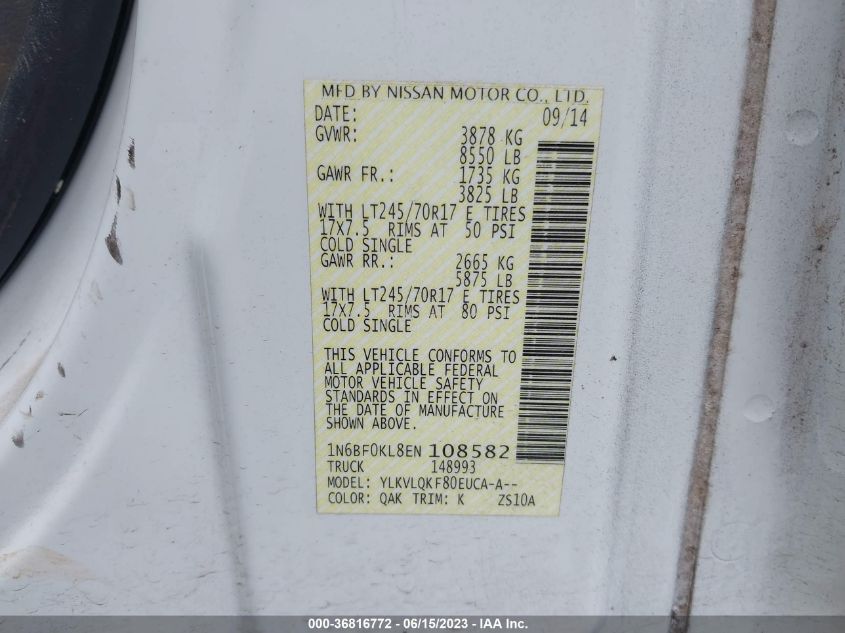 MFD BY NISSAN MOTOR CO., LTD.
DATE: 09/14
GVWR: 3878 KG
8550 LB
GAWR FR.: 1735 KG
3825 LB
WITH LT245/70R17 E TIRES
17X7.5 RIMS AT 50 PSI
COLD SINGLE
GAWR RR.: 2665 KG
5875 LB
WITH LT245/70R17 E TIRES
17X7.5 RIMS AT 80 PSI
COLD SINGLE
THIS VEHICLE CONFORMS TO
ALL APPLICABLE FEDERAL
MOTOR VEHICLE SAFETY
STANDARDS IN EFFECT ON
THE DATE OF MANUFACTURE
SHOWN ABOVE.
1N6BF0KL8EN 108582
TRUCK 148993
MODEL: YLKVLQKF80EUCA-A--
COLOR: QAK TRIM: K ZS10A
000-36816772 - 06/15/2023 - IAA Inc.